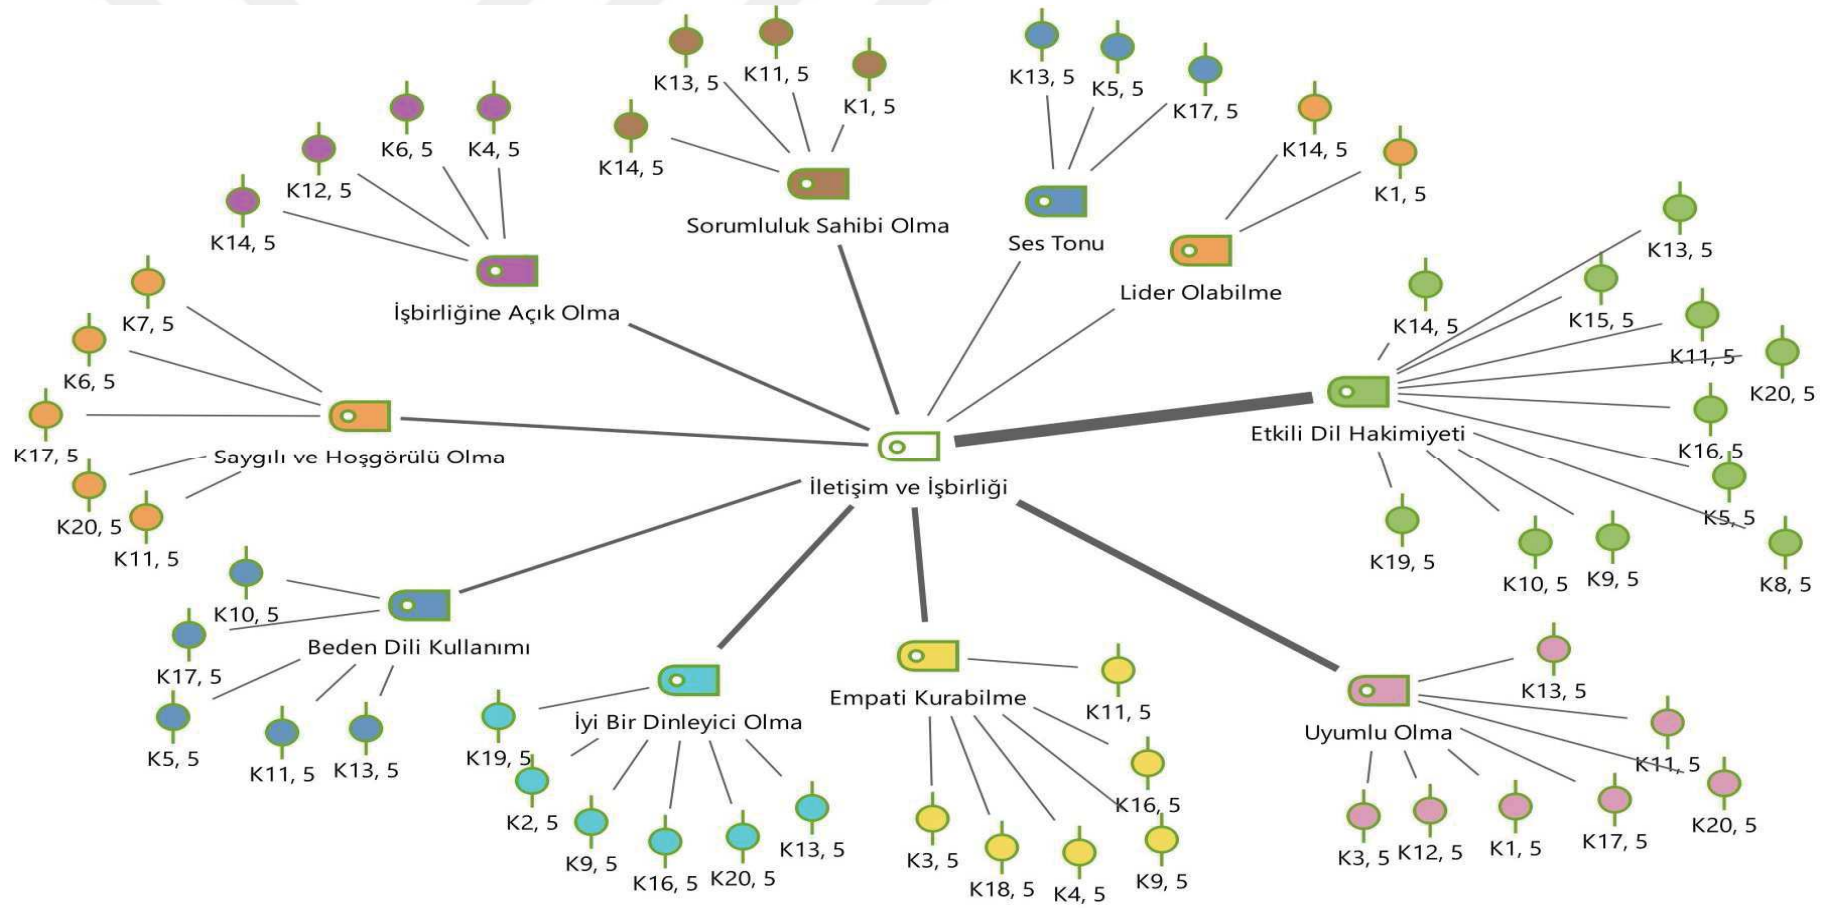 K13, 5
K11, 5
K1, 5
K14, 5
Sorumluluk Sahibi Olma
K13, 5
K5, 5
K17, 5
Ses Tonu
K14, 5
K1, 5
Lider Olabilme
K6, 5
K4, 5
K12, 5
K14, 5
İşbirliğine Açık Olma
K7, 5
K6, 5
K17, 5
K20, 5
K11, 5
Saygılı ve Hoşgörülü Olma
K13, 5
K14, 5
K15, 5
K11, 5
K20, 5
K16, 5
K5, 5
K8, 5
K9, 5
K10, 5
K19, 5
Etkili Dil Hakimiyeti
İletişim ve İşbirliği
K10, 5
K17, 5
K5, 5
K11, 5
K13, 5
Beden Dili Kullanımı
İyi Bir Dinleyici Olma
K19, 5
K2, 5
K9, 5
K16, 5
K20, 5
K13, 5
Empati Kurabilme
K11, 5
K16, 5
K9, 5
K4, 5
K18, 5
K3, 5
Uyumlu Olma
K13, 5
K11, 5
K20, 5
K17, 5
K1, 5
K12, 5
K3, 5